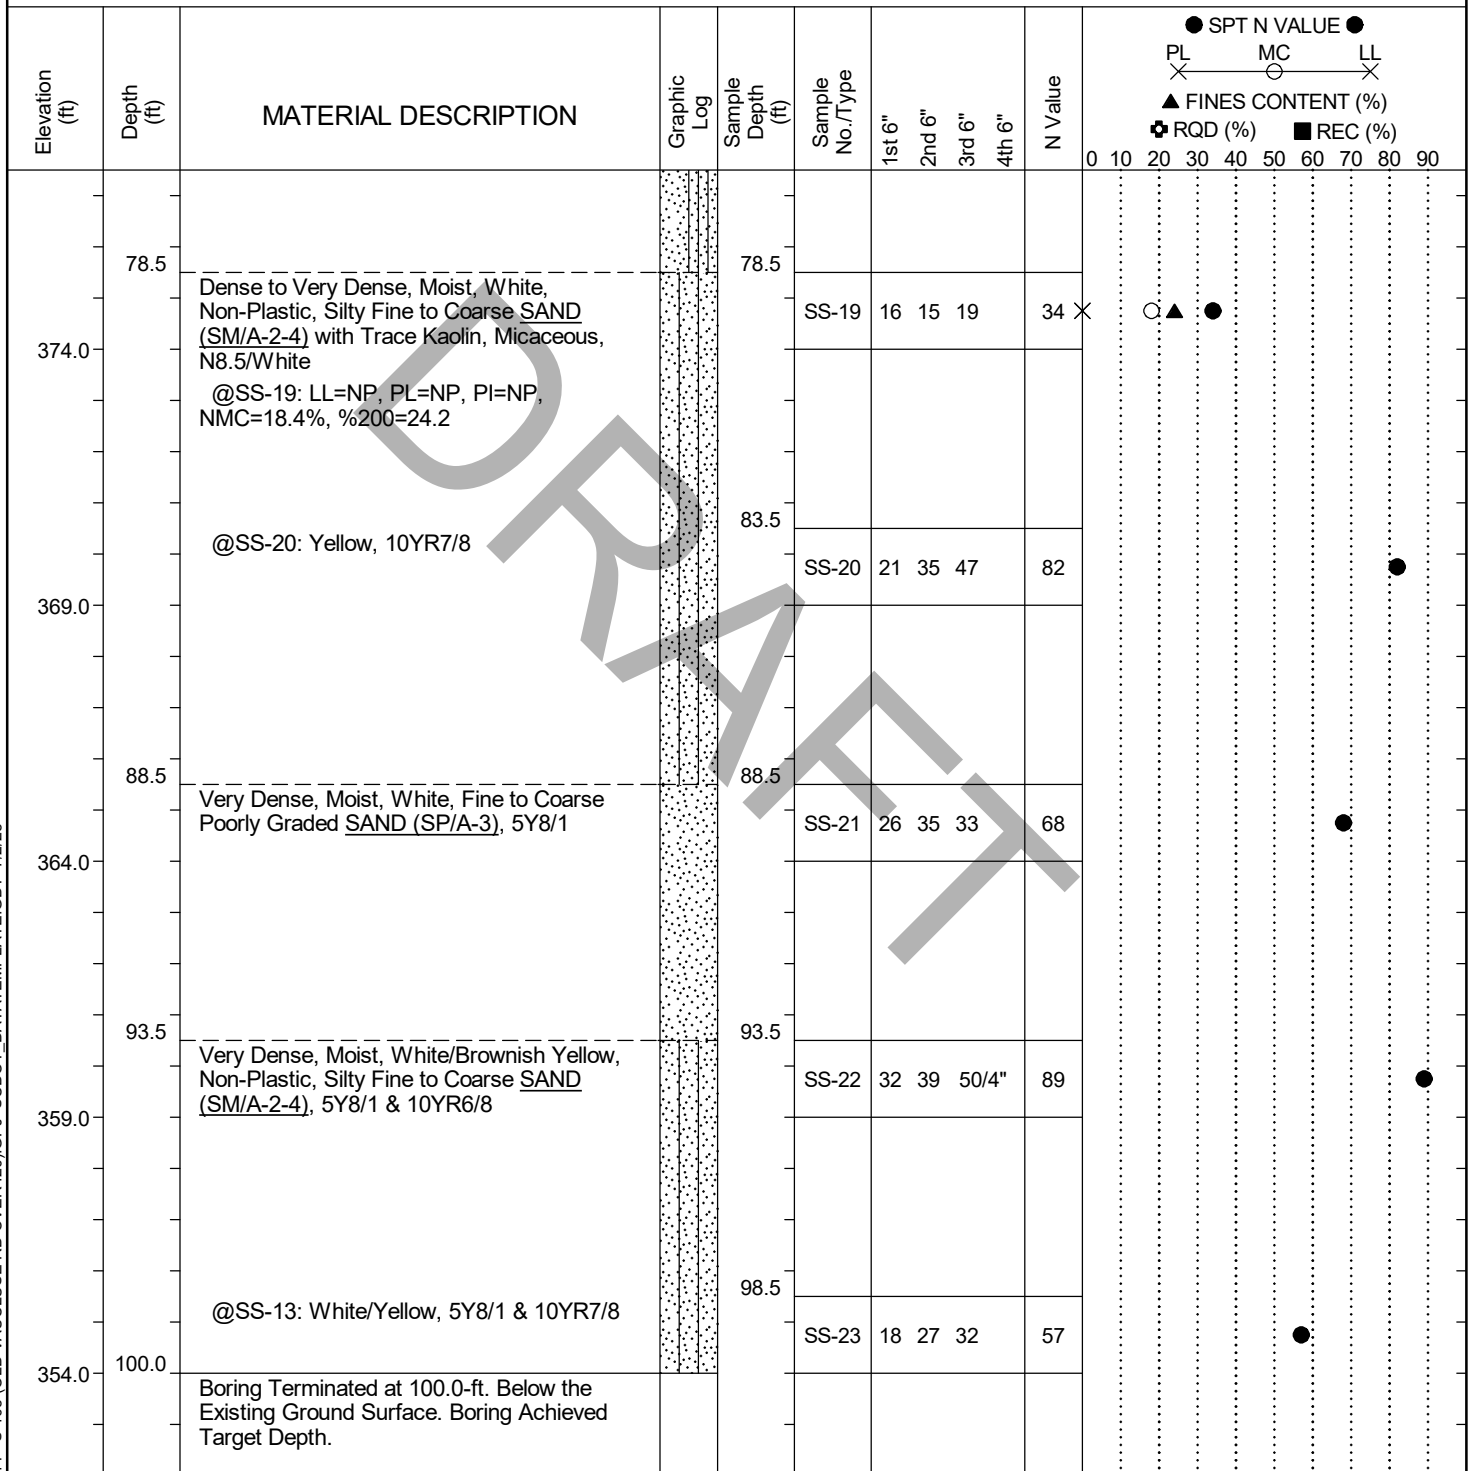 ● SPT N VALUE ●
PL MC LL
▲ FINES CONTENT (%)
RQD (%) ■ REC (%)
Elevation (ft)
Depth (ft)
MATERIAL DESCRIPTION
Graphic Log
Sample Depth (ft)
Sample No./Type
1st 6"
2nd 6"
3rd 6"
4th 6"
N Value
0 10 20 30 40 50 60 70 80 90
78.5 78.5
Dense to Very Dense, Moist, White,
Non-Plastic, Silty Fine to Coarse SAND
(SM/A-2-4) with Trace Kaolin, Micaceous,
N8.5/White
SS-19 16 15 19 34
374.0
@SS-19: LL=NP, PL=NP, PI=NP,
NMC=18.4%, %200=24.2
83.5
@SS-20: Yellow, 10YR7/8
SS-20 21 35 47 82
369.0
88.5 88.5
Very Dense, Moist, White, Fine to Coarse
Poorly Graded SAND (SP/A-3), 5Y8/1
SS-21 26 35 33 68
364.0
93.5 93.5
Very Dense, Moist, White/Brownish Yellow,
Non-Plastic, Silty Fine to Coarse SAND
(SM/A-2-4), 5Y8/1 & 10YR6/8
SS-22 32 39 50/4" 89
359.0
98.5
@SS-13: White/Yellow, 5Y8/1 & 10YR7/8
SS-23 18 27 32 57
354.0 100.0
Boring Terminated at 100.0-ft. Below the
Existing Ground Surface. Boring Achieved
Target Depth.
DRAFT